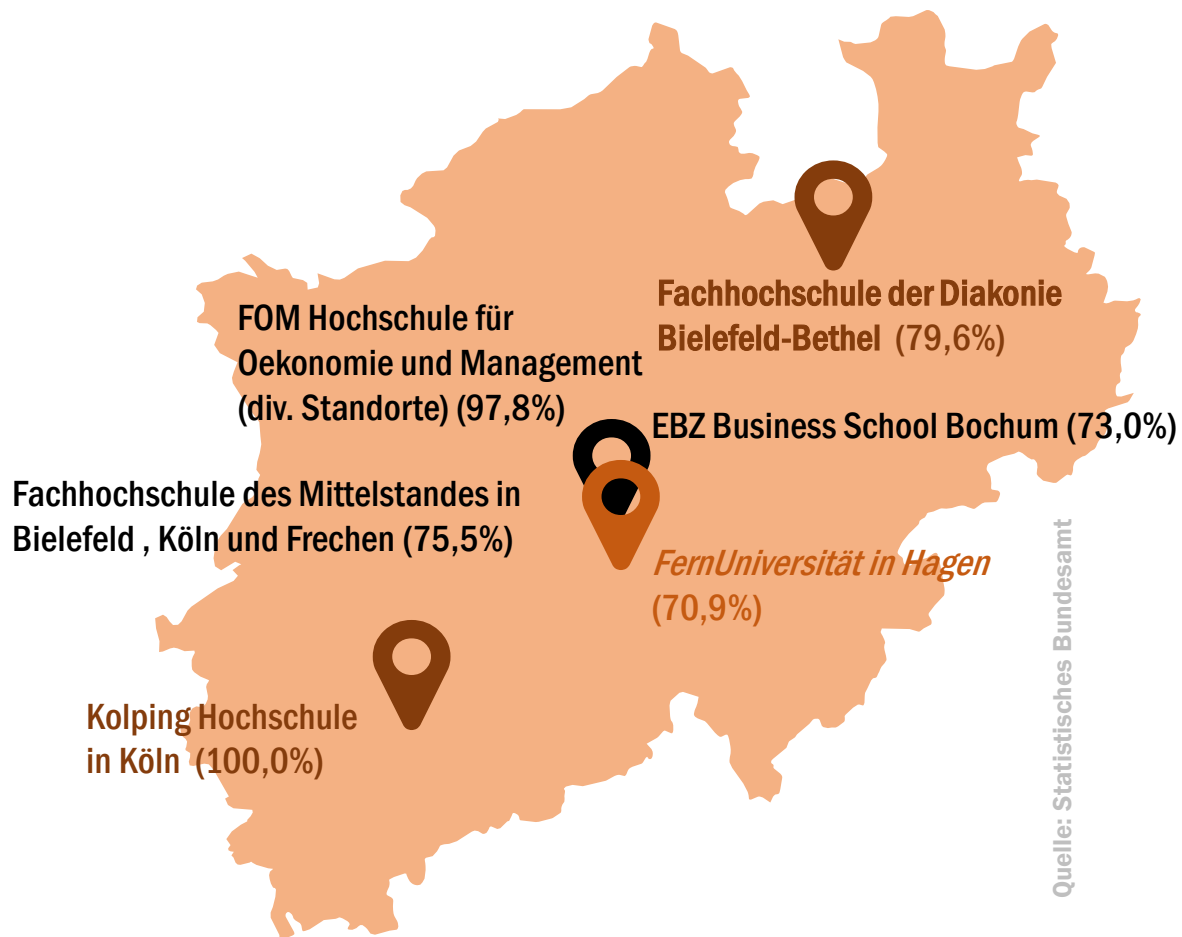 FOM Hochschule für
Oekonomie und Management
(div. Standorte) (97,8%)
Fachhochschule der Diakonie
Bielefeld-Bethel (79,6%)
EBZ Business School Bochum (73,0%)
Fachhochschule des Mittelstandes in
Bielefeld , Köln und Frechen (75,5%)
FernUniversität in Hagen
(70,9%)
Kolping Hochschule
in Köln (100,0%)
Quelle: Statistisches Bundesamt